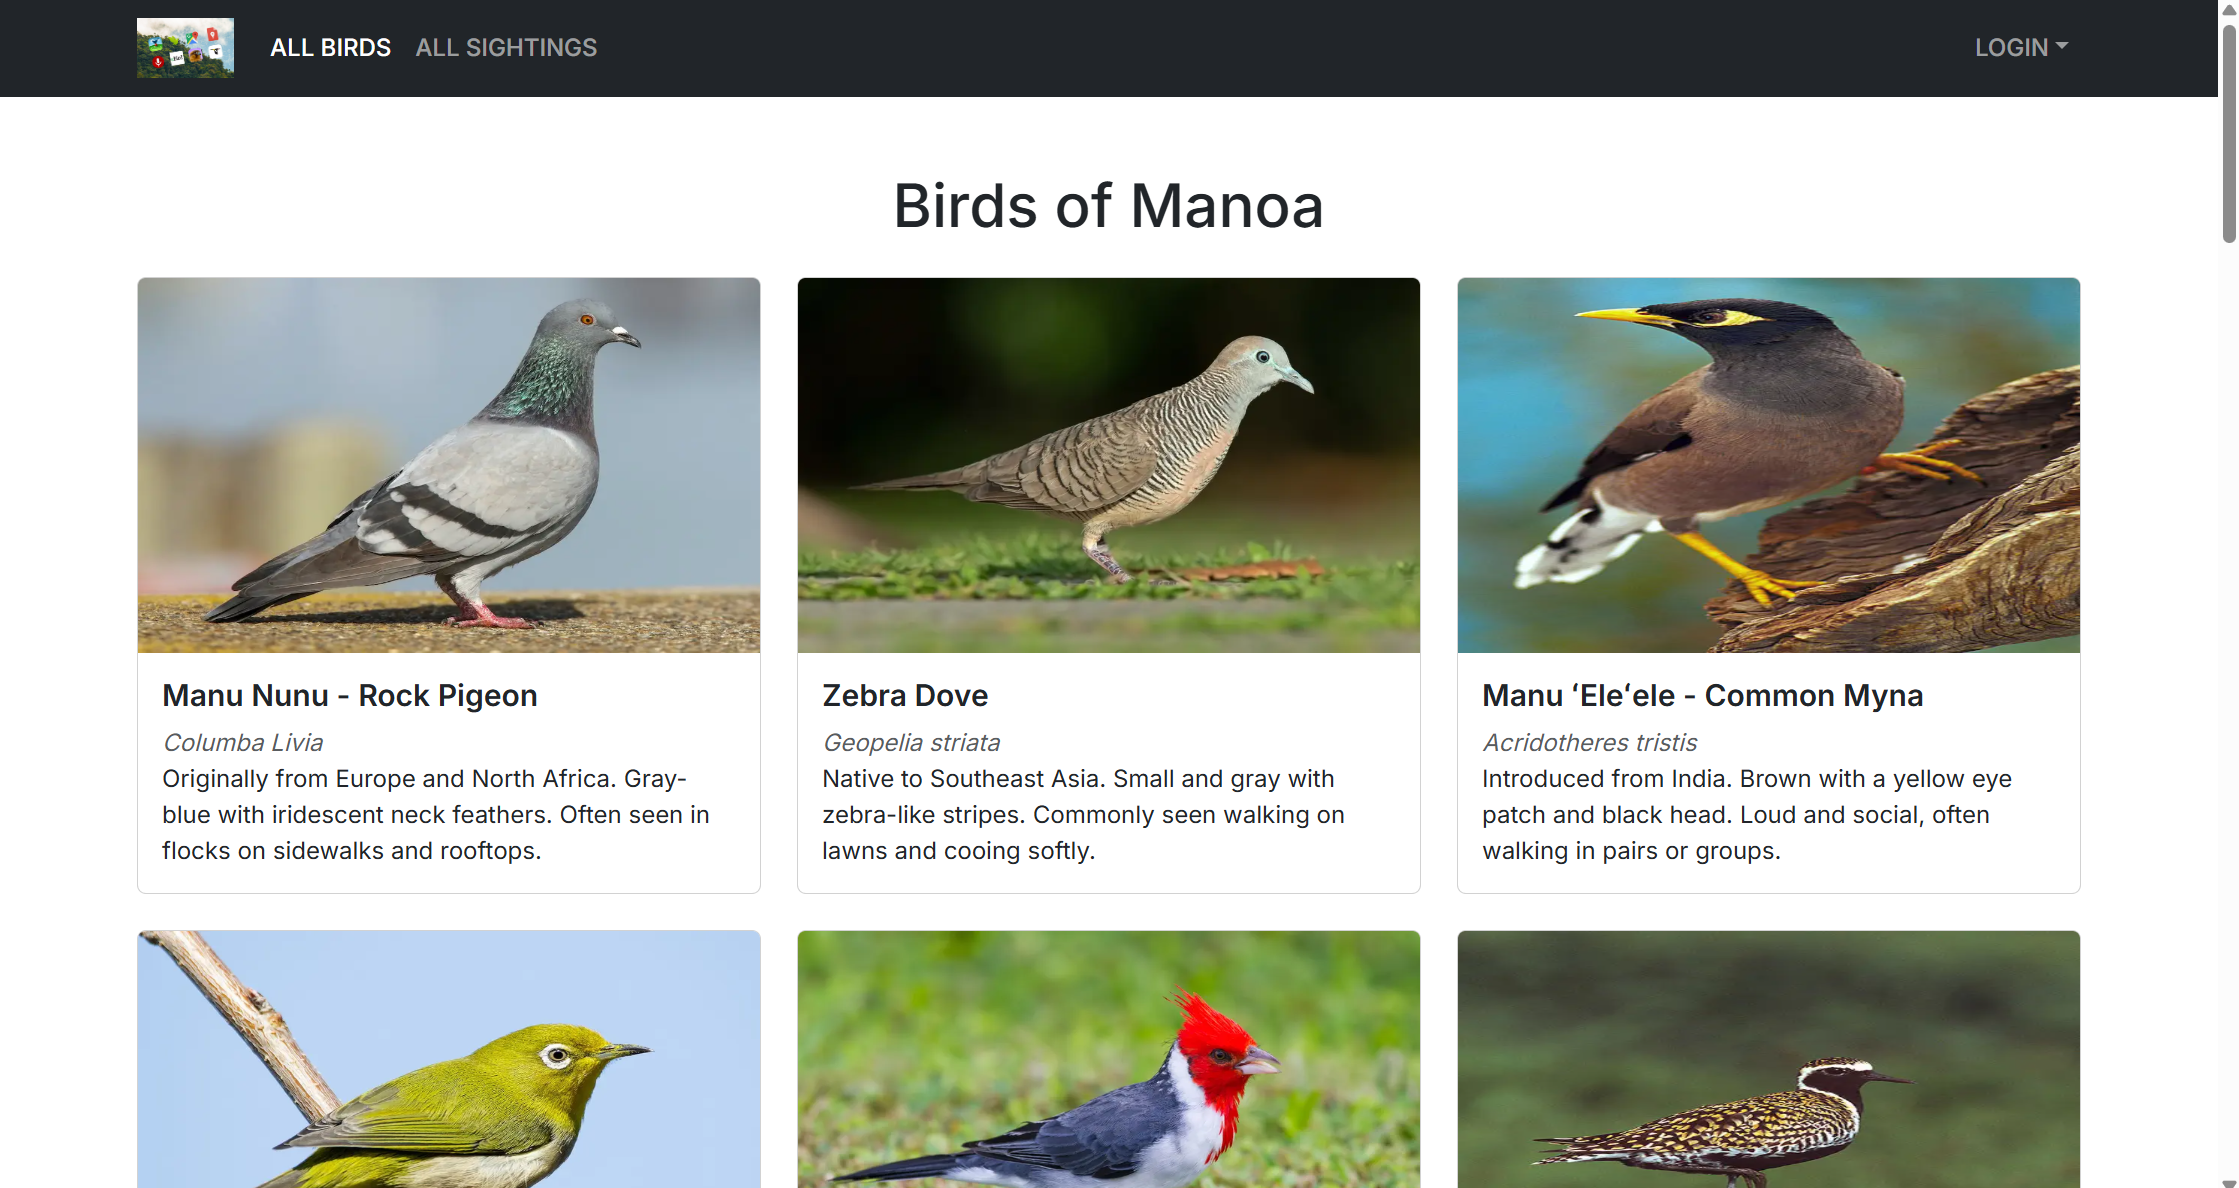 ALL BIRDS
ALL SIGHTINGS
LOGIN
Birds of Manoa
Manu Nunu - Rock Pigeon
Columba Livia
Originally from Europe and North Africa. Gray-
blue with iridescent neck feathers. Often seen in
flocks on sidewalks and rooftops.
Zebra Dove
Geopelia striata
Native to Southeast Asia. Small and gray with
zebra-like stripes. Commonly seen walking on
lawns and cooing softly.
Manu ʻEleʻele - Common Myna
Acridotheres tristis
Introduced from India. Brown with a yellow eye
patch and black head. Loud and social, often
walking in pairs or groups.